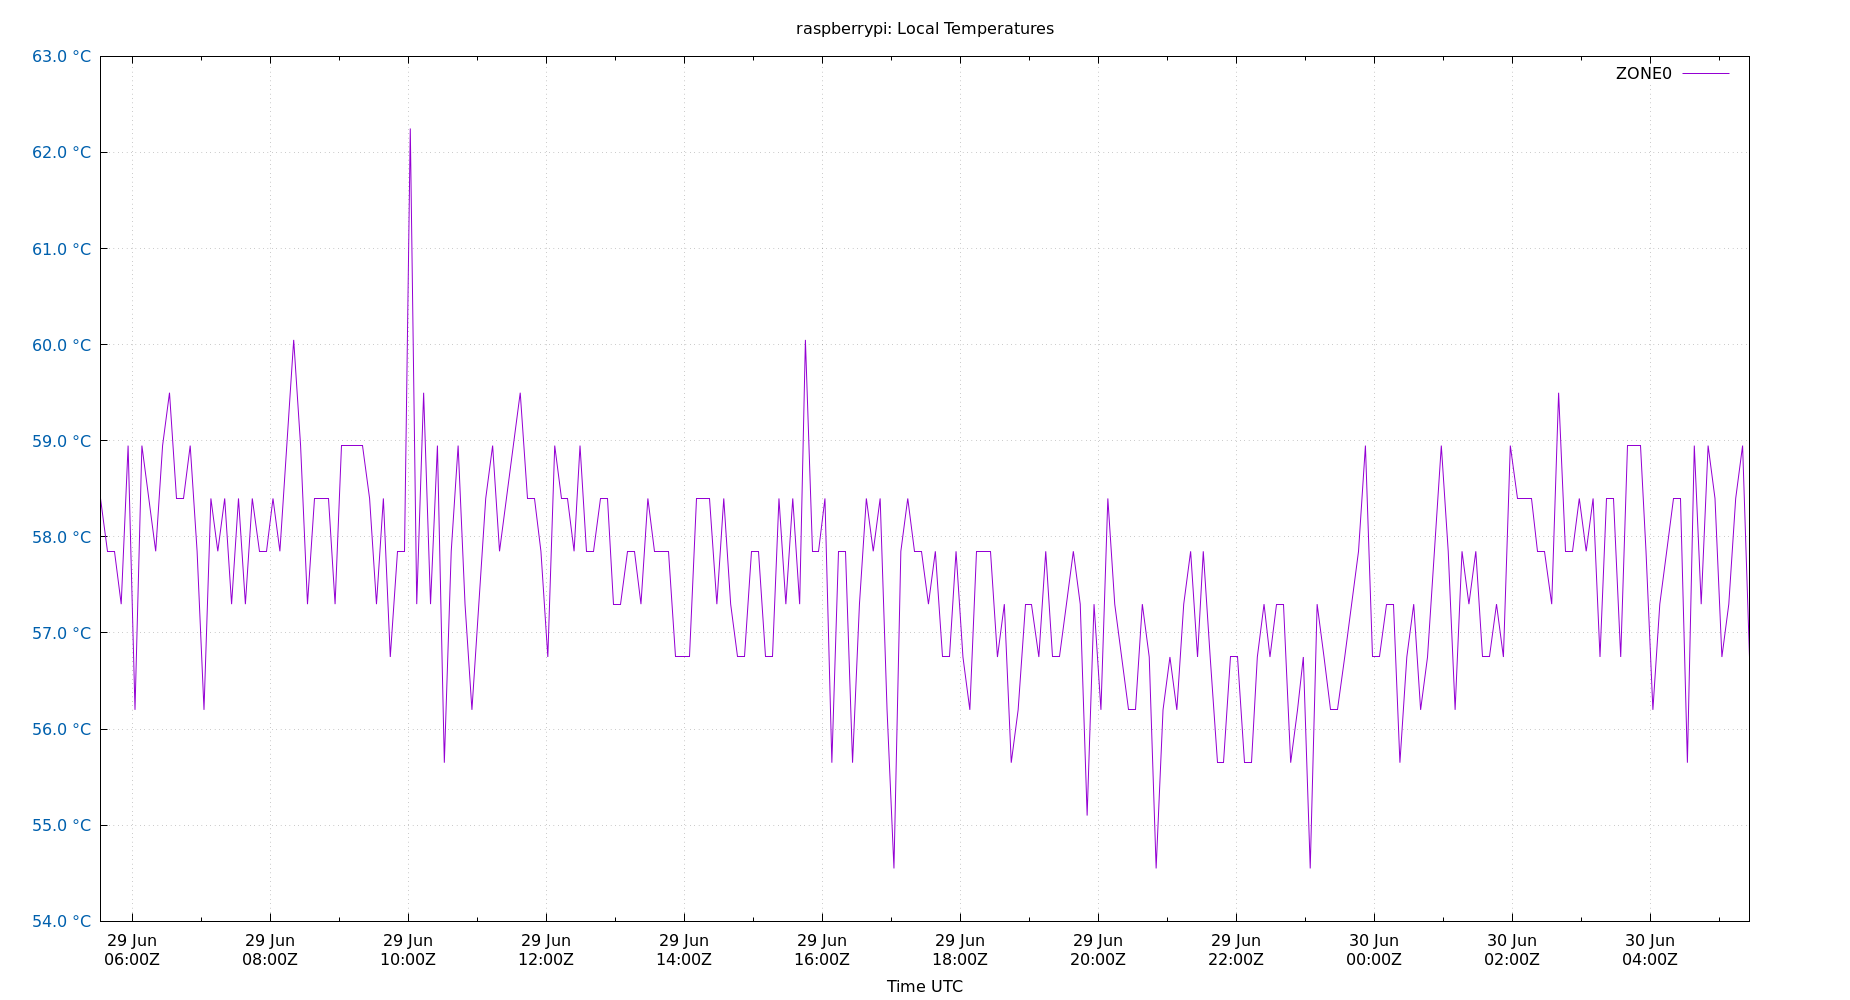 raspberrypi: Local Temperatures
63.0 °C
ZONE0
62.0 °C
61.0 °C
60.0 °C
59.0 °C
58.0 °C
57.0 °C
56.0 °C
55.0 °C
54.0 °C
29 Jun 29 Jun 29 Jun 29 Jun 29 Jun 29 Jun 29 Jun 29 Jun 29 Jun 30 Jun 30 Jun 30 Jun
06:00Z 08:00Z 10:00Z 12:00Z 14:00Z 16:00Z 18:00Z 20:00Z 22:00Z 00:00Z 02:00Z 04:00Z
Time UTC